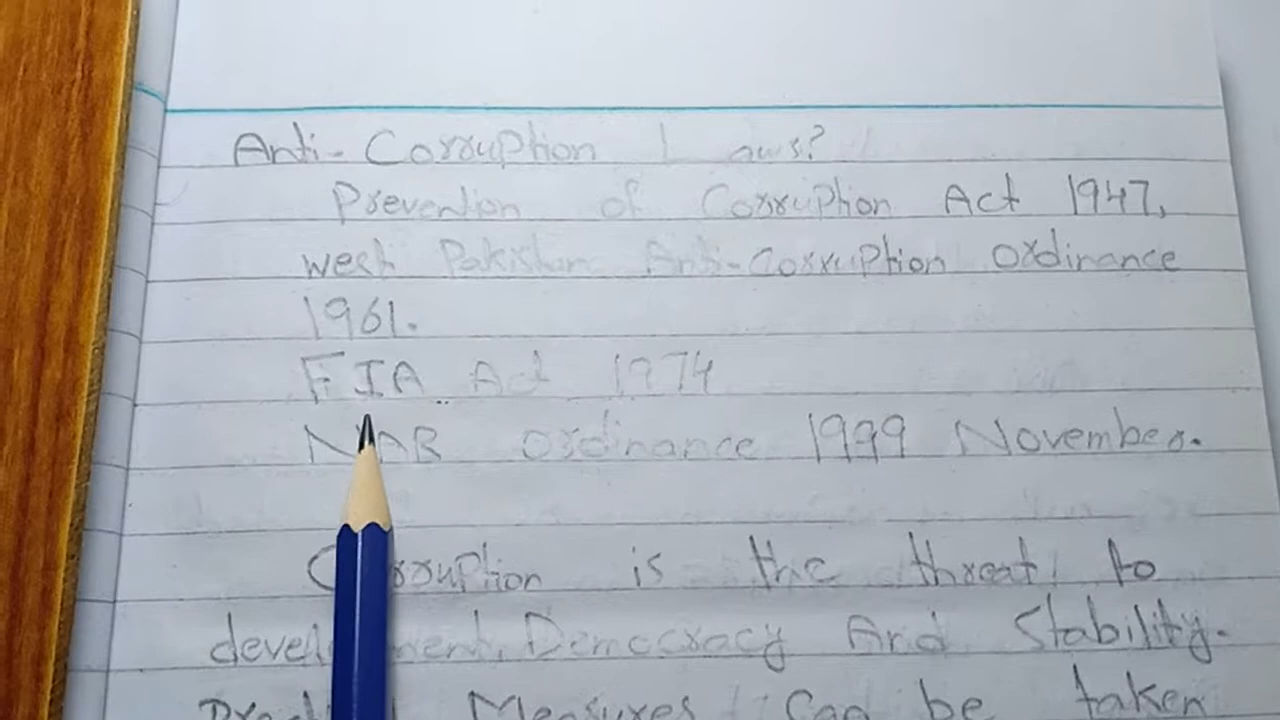 Anti-Corruption Laws?
Prevention of Corruption Act 1947,
west Pakistan Anti-Corruption Ordinance
1961.
FIA Act 1974
NAB Ordinance 1999 November.
Corruption is the threat to
development, Democracy And Stability.
Measures Can be taken